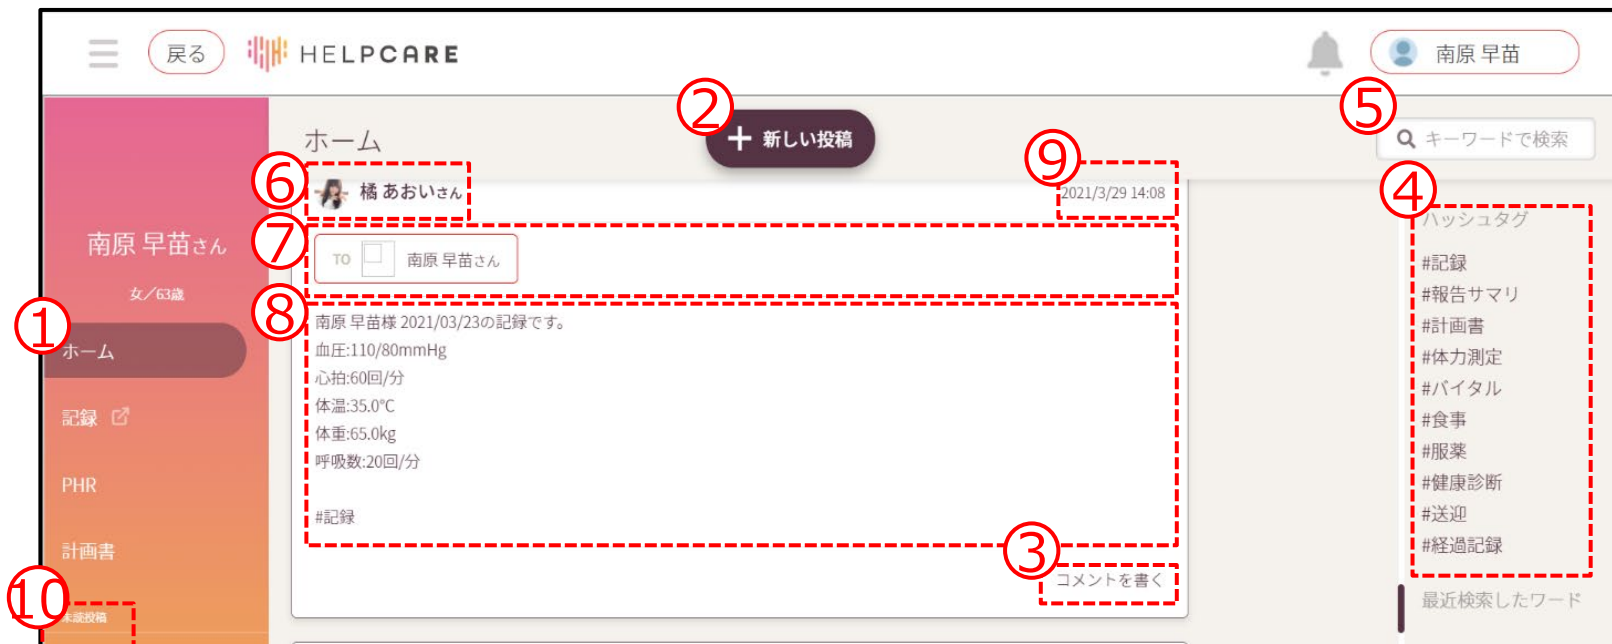 戻る
HELPCARE
南原 早苗
②
⑤
ホーム
+ 新しい投稿
キーワードで検索
⑥
橘 あおいさん
⑨
2021/3/29 14:08
④
ハッシュタグ
#記録
#報告サマリ
#計画書
#体力測定
#バイタル
#食事
#服薬
#健康診断
#送迎
#経過記録
最近検索したワード
南原 早苗さん
女／63歳
①
ホーム
記録
PHR
計画書
⑩
未読投稿
⑦
TO 南原 早苗さん
⑧
南原 早苗様 2021/03/23の記録です。
血圧:110/80mmHg
心拍:60回/分
体温:35.0℃
体重:65.0kg
呼吸数:20回/分
#記録
③
コメントを書く